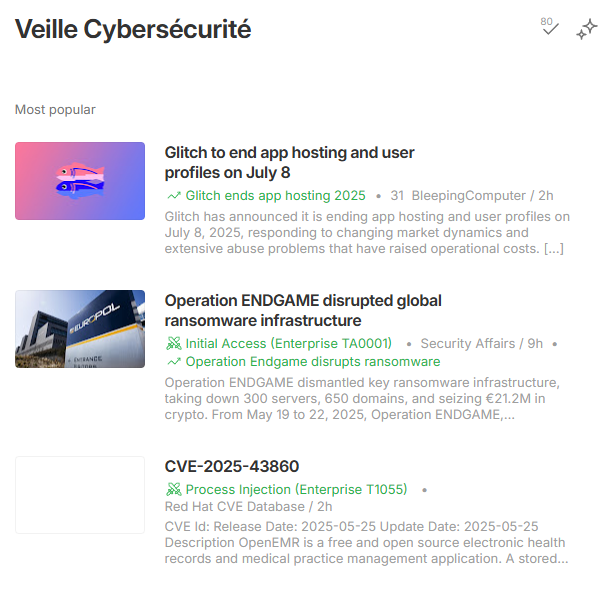 Veille Cybersécurité
80
Most popular
Glitch to end app hosting and user
profiles on July 8
Glitch ends app hosting 2025 • 31 BleepingComputer / 2h
Glitch has announced it is ending app hosting and user profiles on
July 8, 2025, responding to changing market dynamics and
extensive abuse problems that have raised operational costs. [...]
EUROPOL
ENTRANCE
Operation ENDGAME disrupted global
ransomware infrastructure
Initial Access (Enterprise TA0001) • Security Affairs / 9h •
Operation Endgame disrupts ransomware
Operation ENDGAME dismantled key ransomware infrastructure,
taking down 300 servers, 650 domains, and seizing €21.2M in
crypto. From May 19 to 22, 2025, Operation ENDGAME,...
CVE-2025-43860
Process Injection (Enterprise T1055) •
Red Hat CVE Database / 2h
CVE Id: Release Date: 2025-05-25 Update Date: 2025-05-25
Description OpenEMR is a free and open source electronic health
records and medical practice management application. A stored...